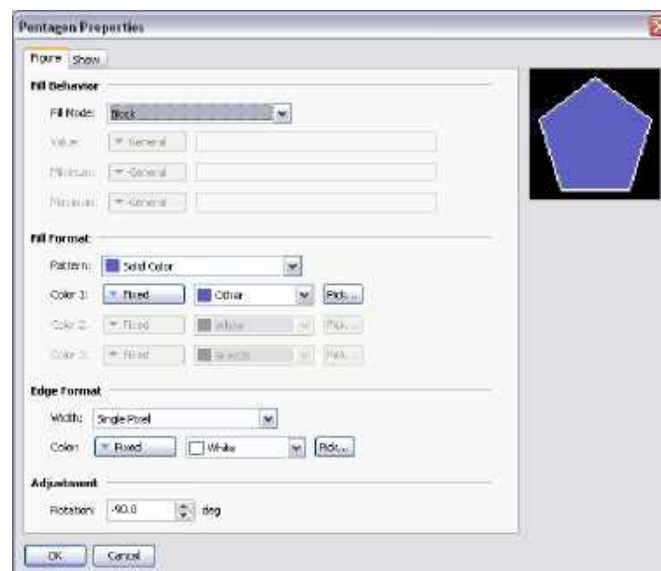 Pentagon Properties
Figure Show
Fill Behavior
Fill Mode: Block
Value: General
Minimum: General
Maximum: General
Fill Format
Pattern: Solid Color
Color 1: Fixed Other Pick...
Color 2: Fixed White Pick...
Color 3: Fixed Pick...
Edge Format
Width: Single Pixel
Color: Fixed White Pick...
Adjustment
Rotation: -90.0 deg
OK Cancel